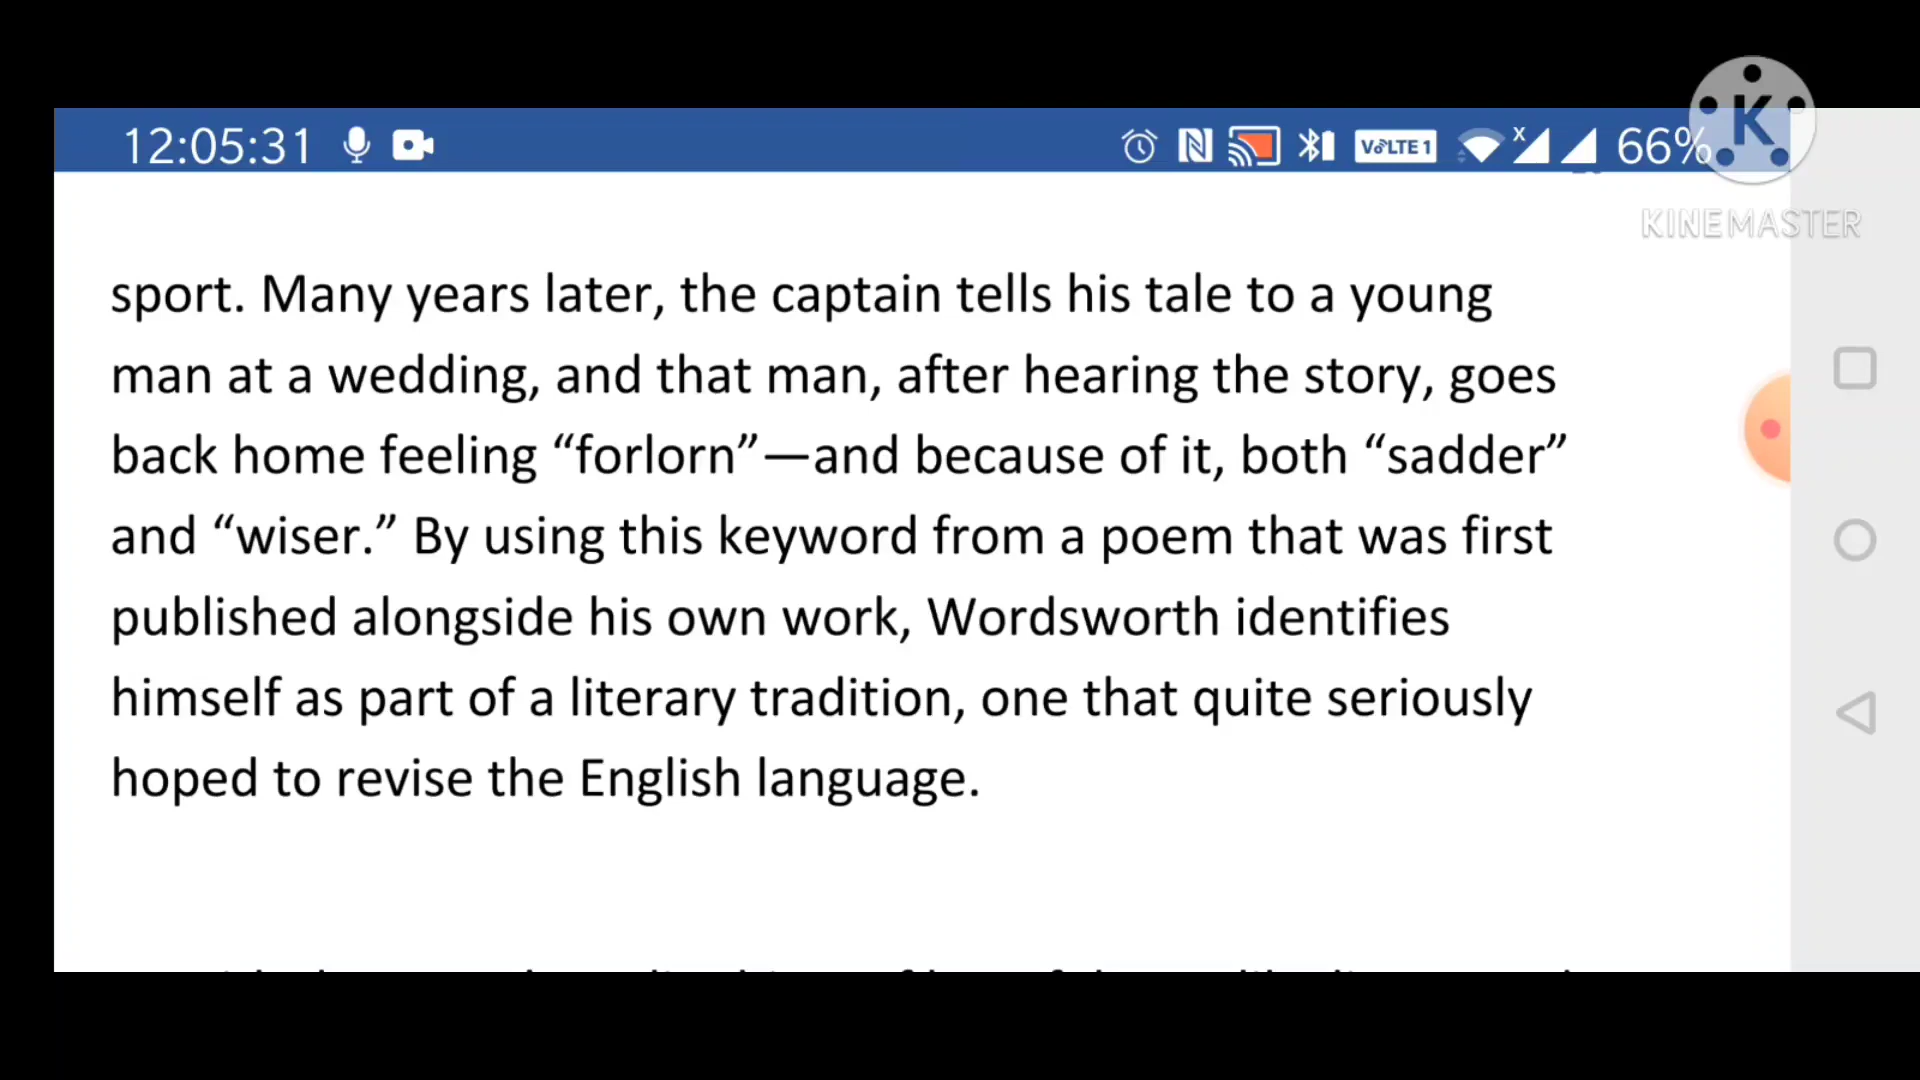 12:05:31
VoLTE 1
x
66%
K
KINEMASTER
sport. Many years later, the captain tells his tale to a young
man at a wedding, and that man, after hearing the story, goes
back home feeling “forlorn”—and because of it, both “sadder”
and “wiser.” By using this keyword from a poem that was first
published alongside his own work, Wordsworth identifies
himself as part of a literary tradition, one that quite seriously
hoped to revise the English language.